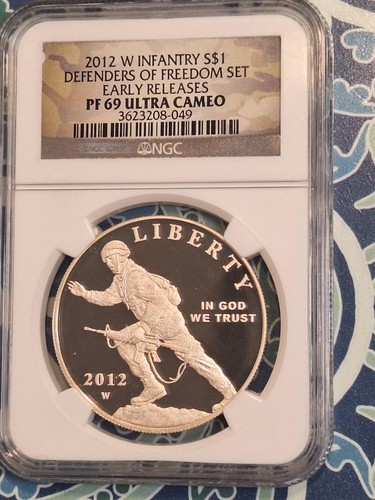 2012 W INFANTRY S$1
DEFENDERS OF FREEDOM SET
EARLY RELEASES
PF 69 ULTRA CAMEO
3623208-049
NGC
LIBERTY
IN GOD
WE TRUST
2012
W